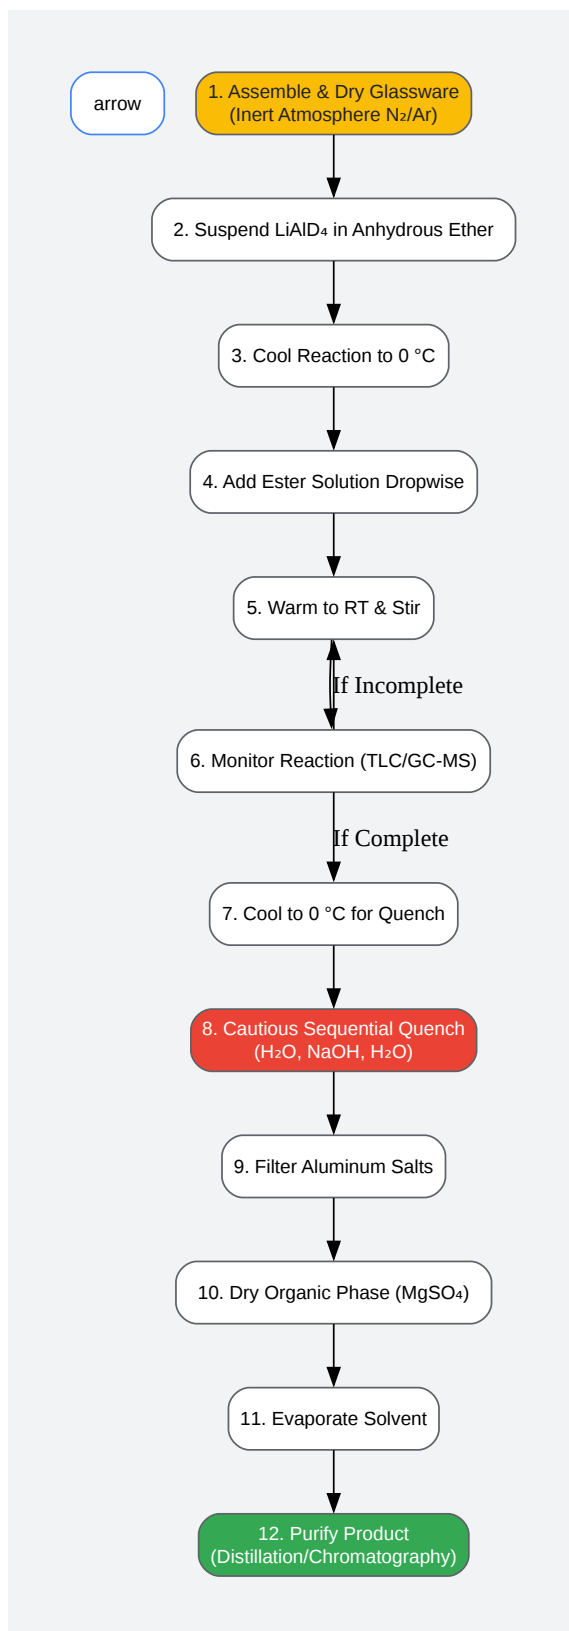 arrow
1. Assemble & Dry Glassware
(Inert Atmosphere N₂/Ar)
2. Suspend LiAlD₄ in Anhydrous Ether
3. Cool Reaction to 0 °C
4. Add Ester Solution Dropwise
5. Warm to RT & Stir
If Incomplete
6. Monitor Reaction (TLC/GC-MS)
If Complete
7. Cool to 0 °C for Quench
8. Cautious Sequential Quench
(H₂O, NaOH, H₂O)
9. Filter Aluminum Salts
10. Dry Organic Phase (MgSO₄)
11. Evaporate Solvent
12. Purify Product
(Distillation/Chromatography)